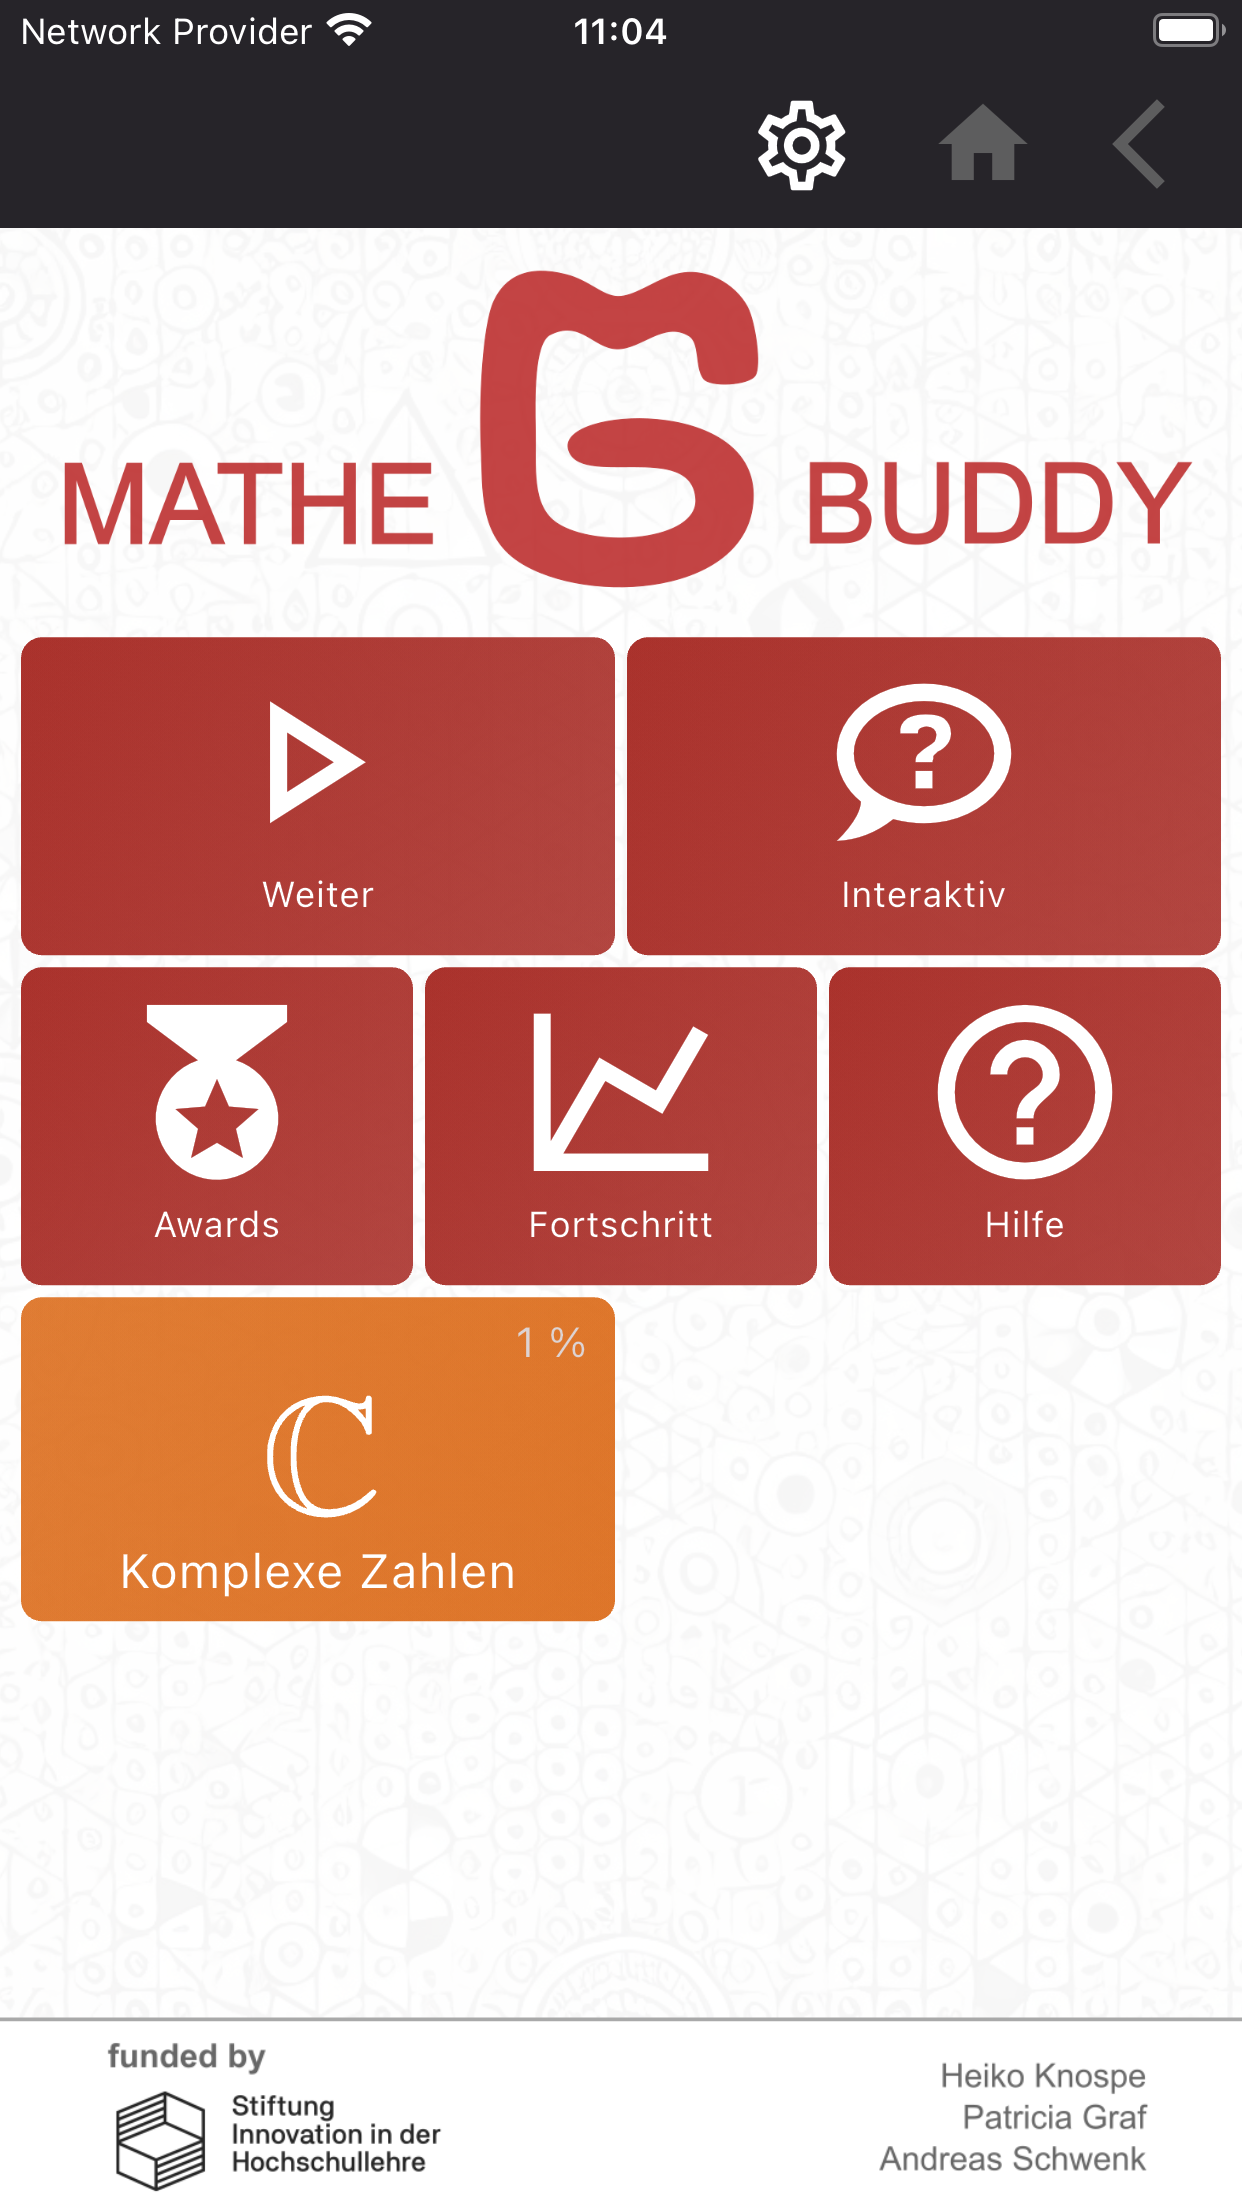 Network Provider 11:04
MATHE BUDDY
Weiter
Interaktiv
Awards
Fortschritt
Hilfe
1 %
ℂ
Komplexe Zahlen
funded by
Stiftung
Innovation in der
Hochschullehre
Heiko Knospe
Patricia Graf
Andreas Schwenk